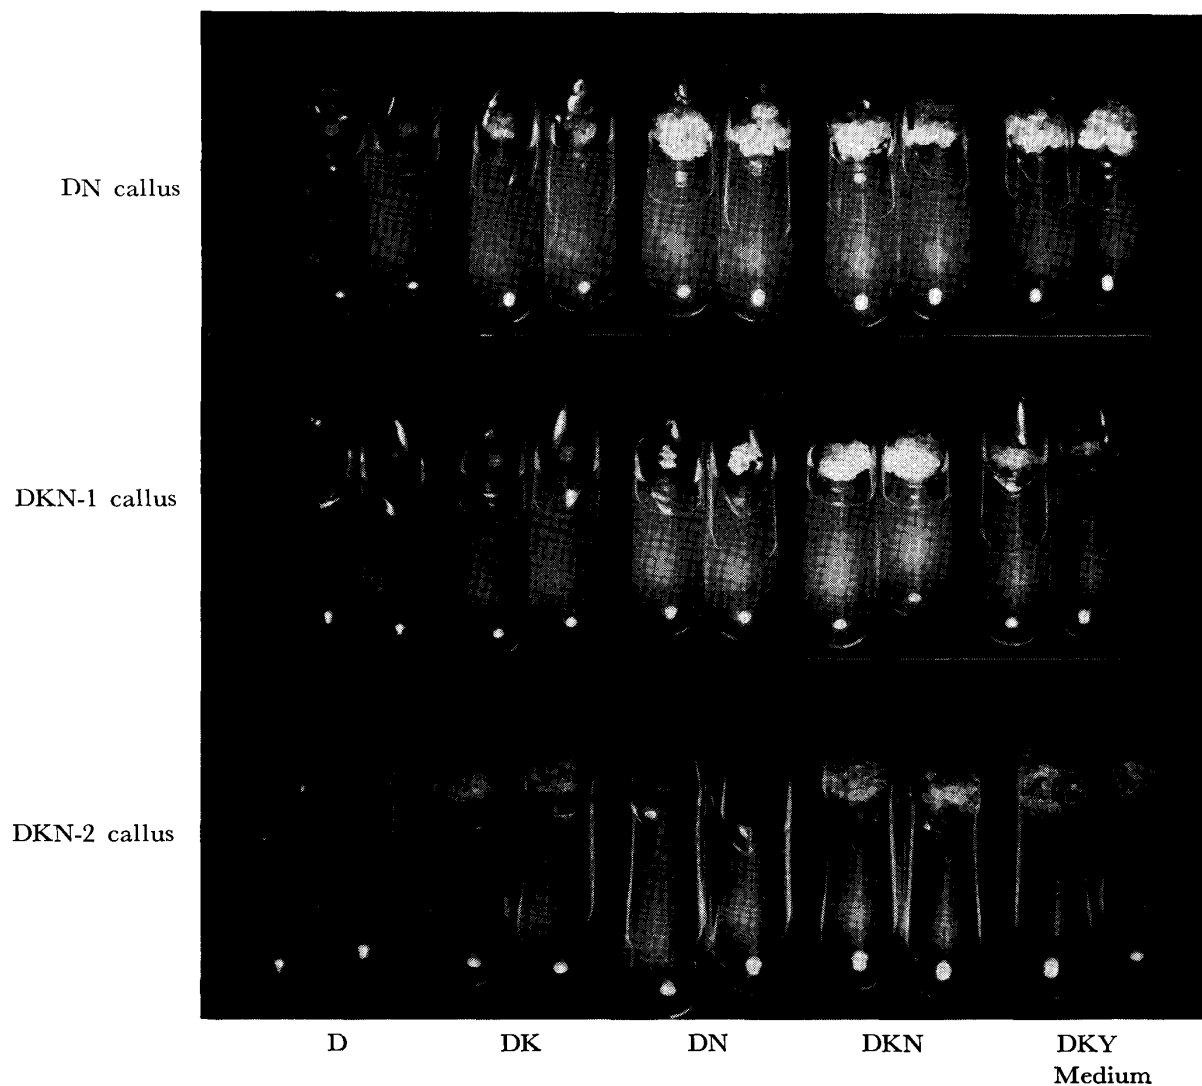 DN callus
DKN-1 callus
DKN-2 callus
D DK DN DKN DKY
Medium